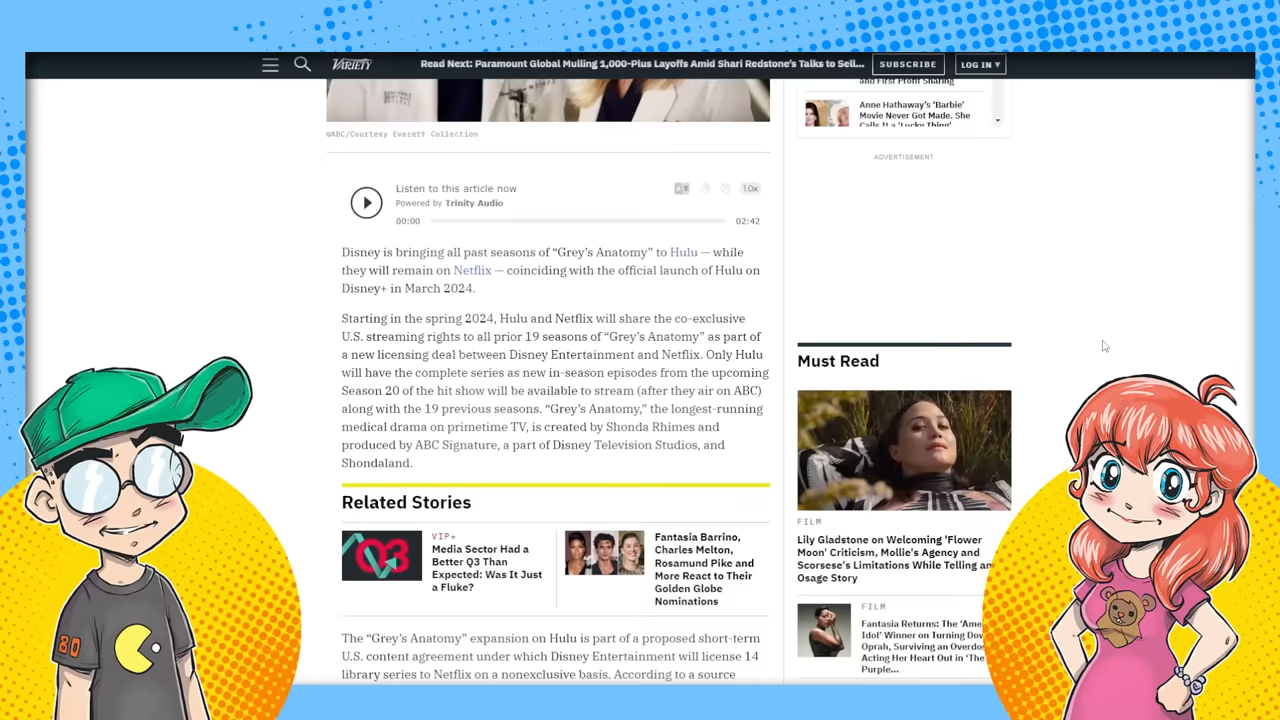 VARIETY
Read Next: Paramount Global Mulling 1,000-Plus Layoffs Amid Shari Redstone's Talks to Sell...
SUBSCRIBE
LOG IN ▾
©ABC/Courtesy Everett Collection
Listen to this article now
Powered by Trinity Audio
1.0x
00:00
02:42
Disney is bringing all past seasons of “Grey’s Anatomy” to Hulu — while
they will remain on Netflix — coinciding with the official launch of Hulu on
Disney+ in March 2024.
Starting in the spring 2024, Hulu and Netflix will share the co-exclusive
U.S. streaming rights to all prior 19 seasons of “Grey’s Anatomy” as part of
a new licensing deal between Disney Entertainment and Netflix. Only Hulu
will have the complete series as new in-season episodes from the upcoming
Season 20 of the hit show will be available to stream (after they air on ABC)
along with the 19 previous seasons. “Grey’s Anatomy,” the longest-running
medical drama on primetime TV, is created by Shonda Rhimes and
produced by ABC Signature, a part of Disney Television Studios, and
Shondaland.
Related Stories
Q3
VIP+
Media Sector Had a
Better Q3 Than
Expected: Was It Just
a Fluke?
Fantasia Barrino,
Charles Melton,
Rosamund Pike and
More React to Their
Golden Globe
Nominations
The “Grey’s Anatomy” expansion on Hulu is part of a proposed short-term
U.S. content agreement under which Disney Entertainment will license 14
library series to Netflix on a nonexclusive basis. According to a source
and First Profit Sharing
Anne Hathaway's 'Barbie'
Movie Never Got Made. She
Calls It a 'Lucky Thing'
ADVERTISEMENT
Must Read
FILM
Lily Gladstone on Welcoming 'Flower
Moon' Criticism, Mollie's Agency and
Scorsese's Limitations While Telling an
Osage Story
FILM
Fantasia Returns: The 'Ame
Idol' Winner on Turning Dov
Oprah, Surviving an Overdo
Acting Her Heart Out in 'The
Purple...
80